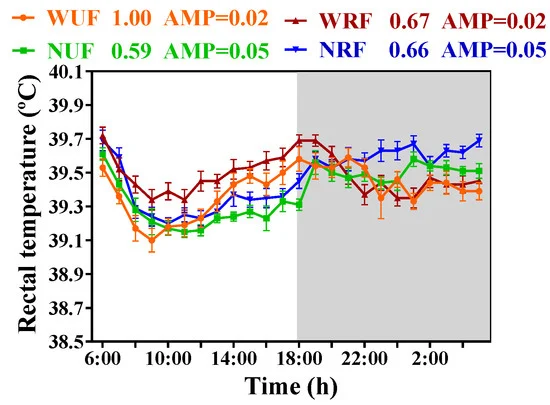 WUF 1.00 AMP=0.02 WRF 0.67 AMP=0.02
NUF 0.59 AMP=0.05 NRF 0.66 AMP=0.05
Rectal temperature (ºC)
40.1
39.9
39.7
39.5
39.3
39.1
38.9
38.7
38.5
6:00 10:00 14:00 18:00 22:00 2:00
Time (h)